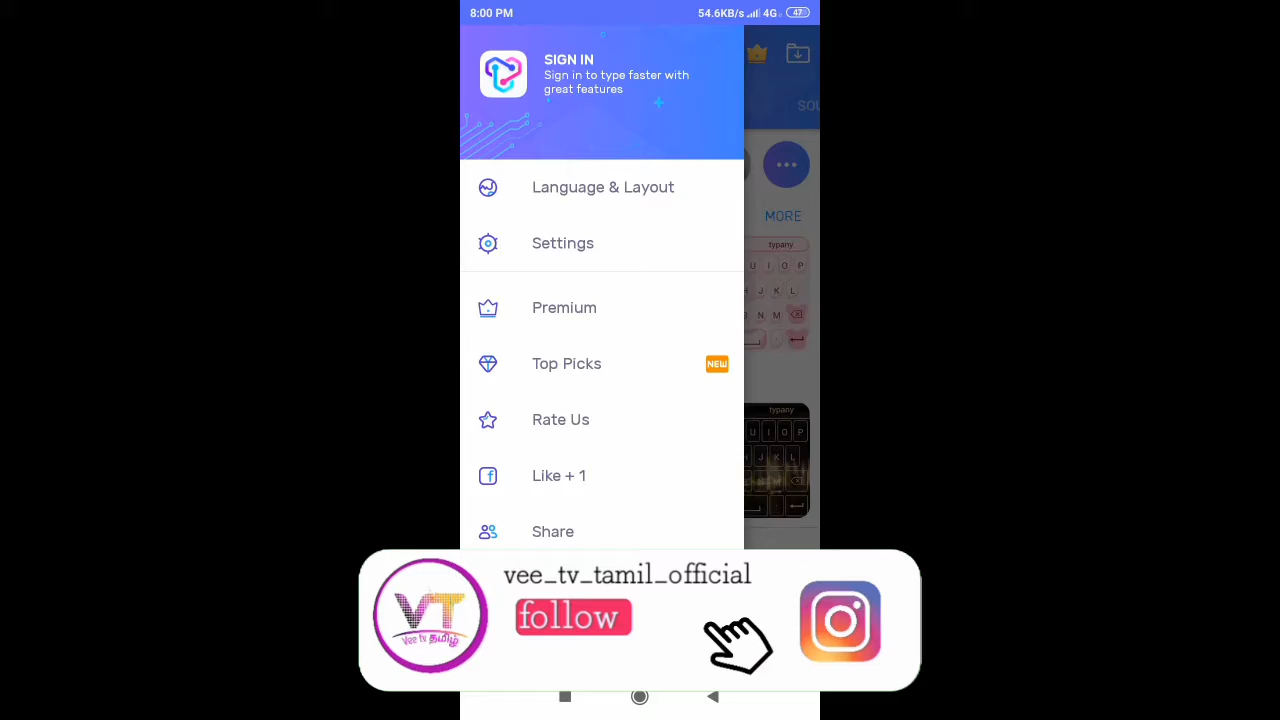 8:00 PM
54.6KB/s 4G 47
SIGN IN
Sign in to type faster with
great features
SOU
Language & Layout
MORE
Settings
typany
U I O P
J K L
N M
Premium
Top Picks
NEW
Rate Us
typany
U I O P
J K L
N M
Like + 1
Share
vee_tv_tamil_official
follow
VT
Vee tv தமிழ்